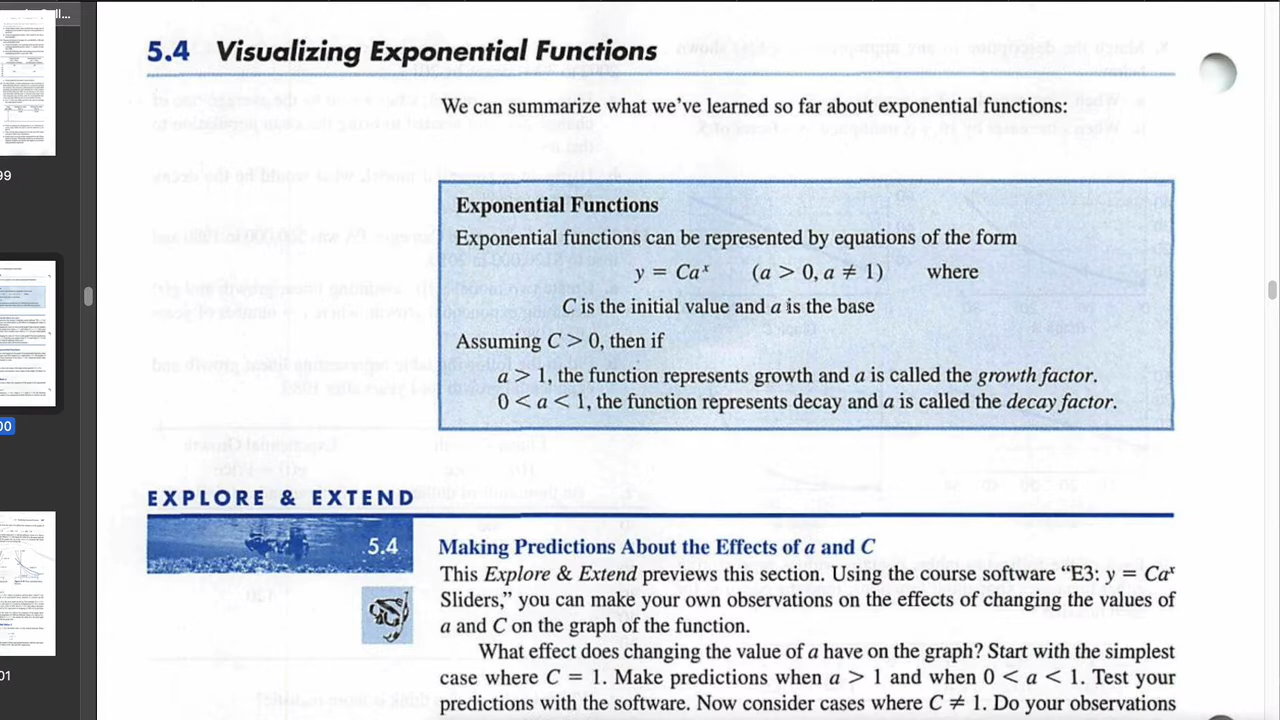 ll...
99
00
01
5.4 Visualizing Exponential Functions
We can summarize what we've learned so far about exponential functions:
Exponential Functions
Exponential functions can be represented by equations of the form
y = Caˣ (a > 0, a ≠ 1) where
C is the initial value and a is the base
Assuming C > 0, then if
a > 1, the function represents growth and a is called the growth factor.
0 < a < 1, the function represents decay and a is called the decay factor.
EXPLORE & EXTEND
5.4
Making Predictions About the Effects of a and C
This Explore & Extend previews this section. Using the course software “E3: y = Caˣ
Sliders,” you can make your own observations on the effects of changing the values of
a and C on the graph of the function.
What effect does changing the value of a have on the graph? Start with the simplest
case where C = 1. Make predictions when a > 1 and when 0 < a < 1. Test your
predictions with the software. Now consider cases where C ≠ 1. Do your observations